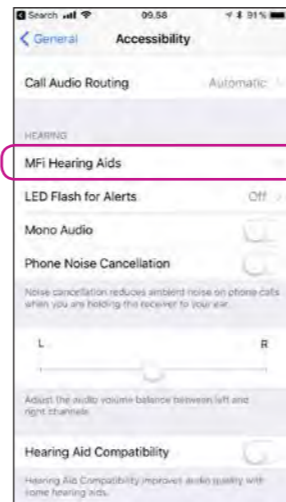 Search 09.58 91%
General Accessibility
Call Audio Routing Automatic
HEARING
MFi Hearing Aids
LED Flash for Alerts Off
Mono Audio
Phone Noise Cancellation
Noise cancellation reduces ambient noise on phone calls
when you are holding the receiver to your ear.
L R
Adjust the audio volume balance between left and
right channels.
Hearing Aid Compatibility
Hearing Aid Compatibility improves audio quality with
some hearing aids.